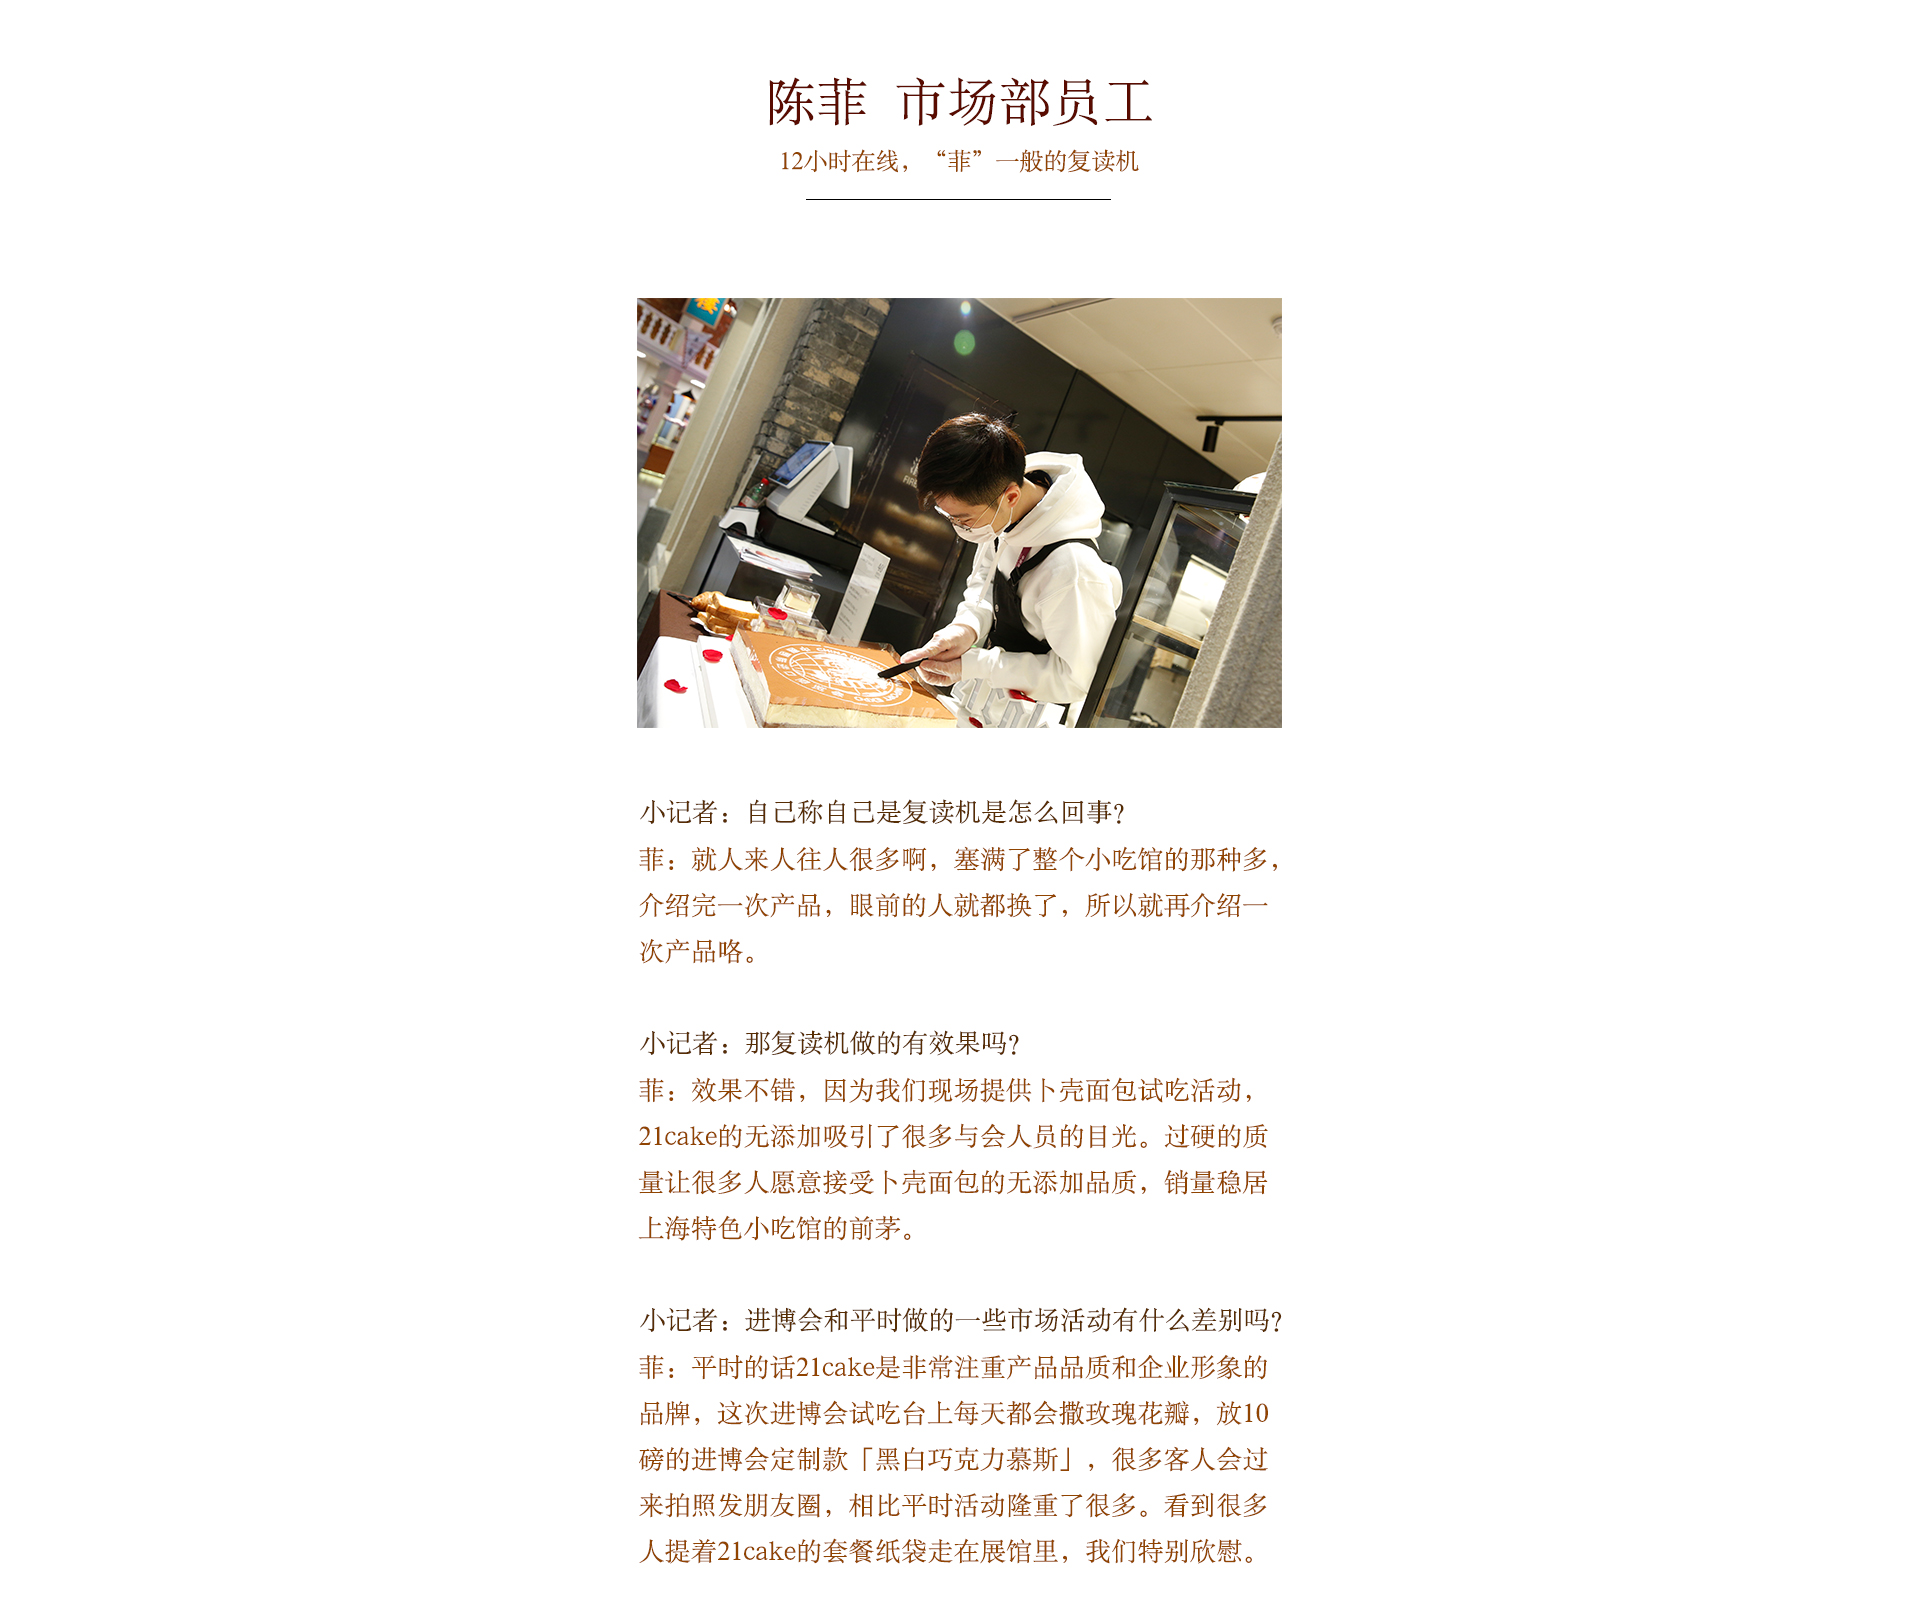 陈菲 市场部员工
12小时在线，“菲”一般的复读机
小记者：自己称自己是复读机是怎么回事？
菲：就人来人往人很多啊，塞满了整个小吃馆的那种多，
介绍完一次产品，眼前的人就都换了，所以就再介绍一
次产品咯。
小记者：那复读机做的有效果吗？
菲：效果不错，因为我们现场提供卜壳面包试吃活动，
21cake的无添加吸引了很多与会人员的目光。过硬的质
量让很多人愿意接受卜壳面包的无添加品质，销量稳居
上海特色小吃馆的前茅。
小记者：进博会和平时做的一些市场活动有什么差别吗？
菲：平时的话21cake是非常注重产品品质和企业形象的
品牌，这次进博会试吃台上每天都会撒玫瑰花瓣，放10
磅的进博会定制款「黑白巧克力慕斯」，很多客人会过
来拍照发朋友圈，相比平时活动隆重了很多。看到很多
人提着21cake的套餐纸袋走在展馆里，我们特别欣慰。